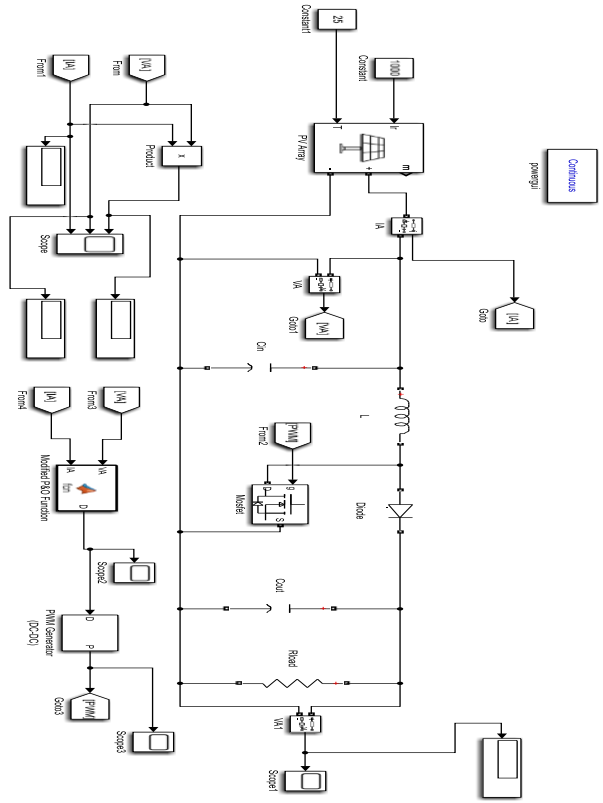 Continuous
powergui
[IA]
Goto
1000
Constant
25
Constant1
Ir
T
m
+
-
PV Array
IA
VA
[VA]
Goto1
Cin
L
[PWM]
From2
g
D
S
Mosfet
Diode
Cout
Rload
VA1
Scope1
[VA]
From
[IA]
From1
x
Product
Scope
[VA]
From3
[IA]
From4
VA
IA
fcn
D
Modified P&O Function
Scope2
D
P
PWM Generator
(DC-DC)
[PWM]
Goto3
Scope3